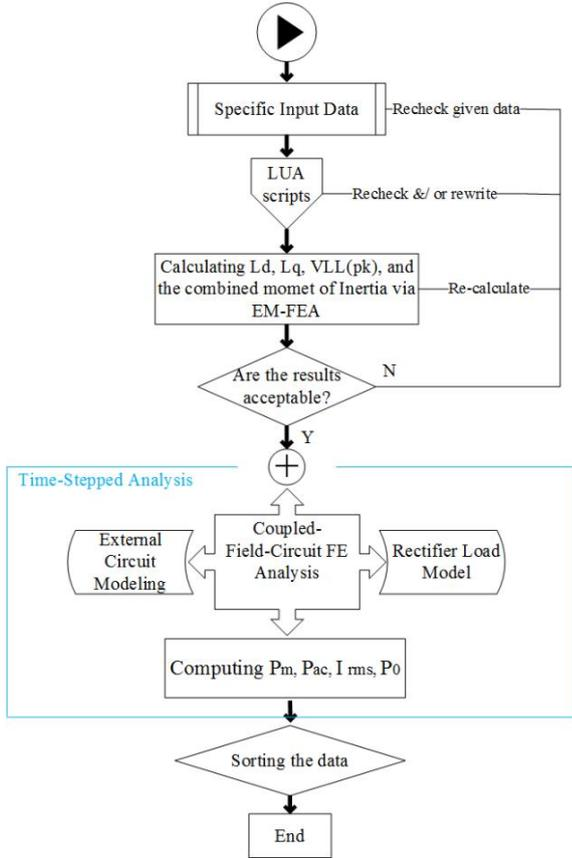 Specific Input Data
Recheck given data
LUA
scripts
Recheck &/ or rewrite
Calculating Ld, Lq, VLL(pk), and
the combined momet of Inertia via
EM-FEA
Re-calculate
Are the results
acceptable?
N
Y
Time-Stepped Analysis
External
Circuit
Modeling
Coupled-
Field-Circuit FE
Analysis
Rectifier Load
Model
Computing Pm, Pac, I rms, P0
Sorting the data
End